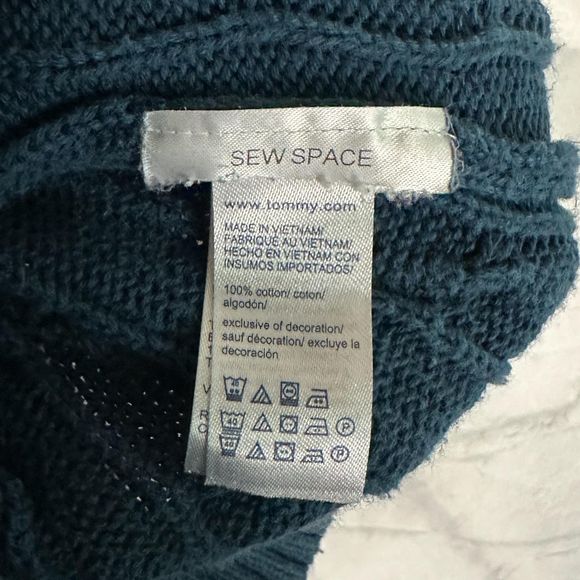 SEW SPACE
www.tommy.com
MADE IN VIETNAM/
FABRIQUÉ AU VIETNAM/
HECHO EN VIETNAM CON
INSUMOS IMPORTADOS/
100% cotton/ coton/
algodón/
exclusive of decoration/
sauf décoration/ excluye la
decoración
40 P
40 P